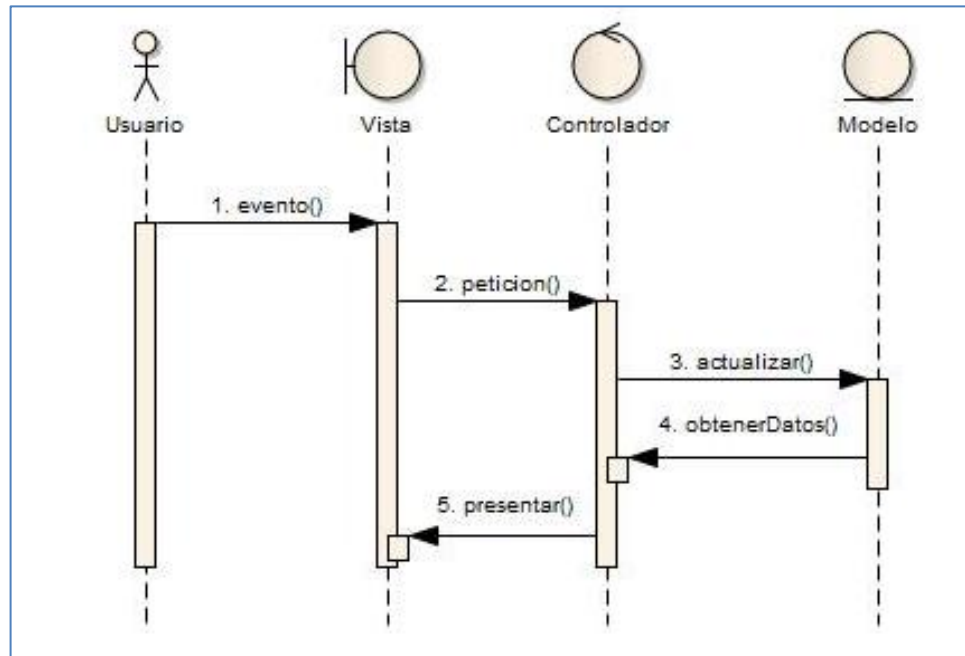 Usuario
Vista
Controlador
Modelo
1. evento()
2. peticion()
3. actualizar()
4. obtenerDatos()
5. presentar()